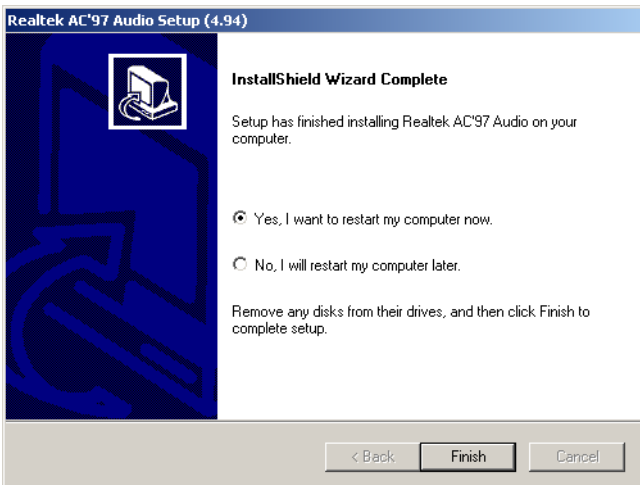 Realtek AC'97 Audio Setup (4.94)
InstallShield Wizard Complete
Setup has finished installing Realtek AC'97 Audio on your
computer.
Yes, I want to restart my computer now.
No, I will restart my computer later.
Remove any disks from their drives, and then click Finish to
complete setup.
< Back Finish Cancel